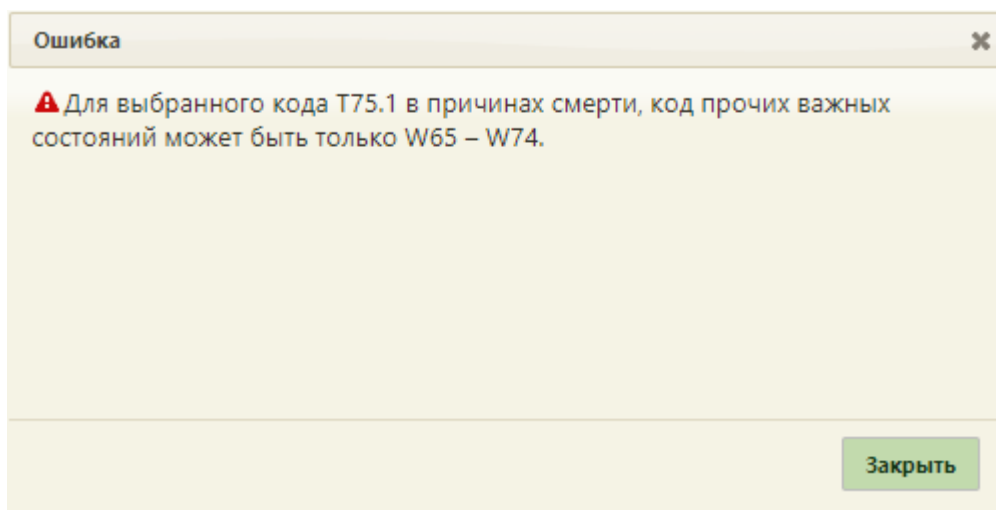 Ошибка
Для выбранного кода T75.1 в причинах смерти, код прочих важных
состояний может быть только W65 – W74.
Закрыть